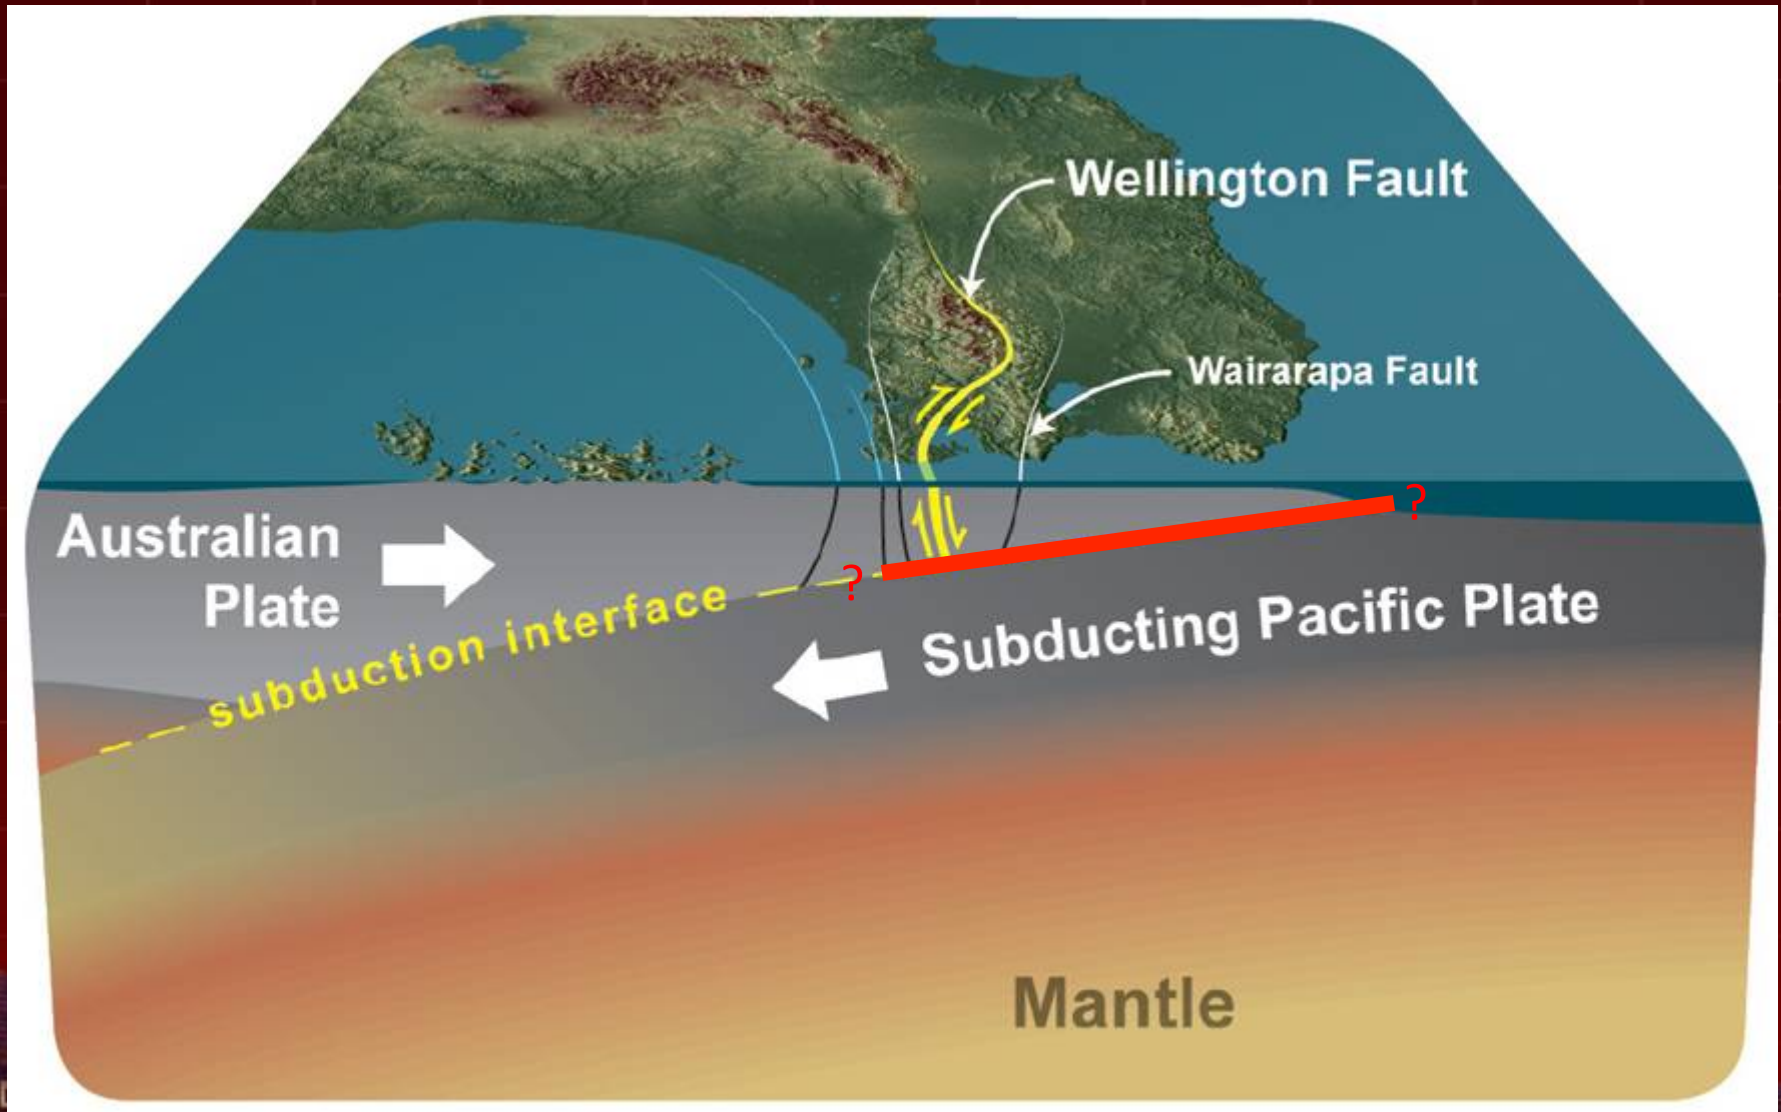 Wellington Fault
Wairarapa Fault
?
Australian
Plate
?
subduction interface
Subducting Pacific Plate
Mantle